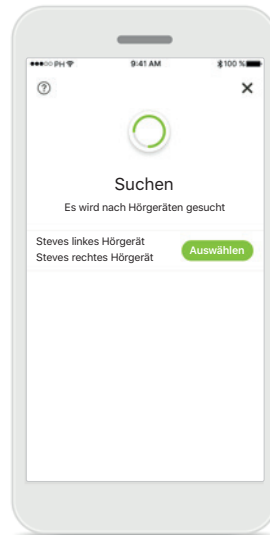 PH 9:41 AM 100 %
?
Suchen
Es wird nach Hörgeräten gesucht
Steves linkes Hörgerät
Steves rechtes Hörgerät
Auswählen